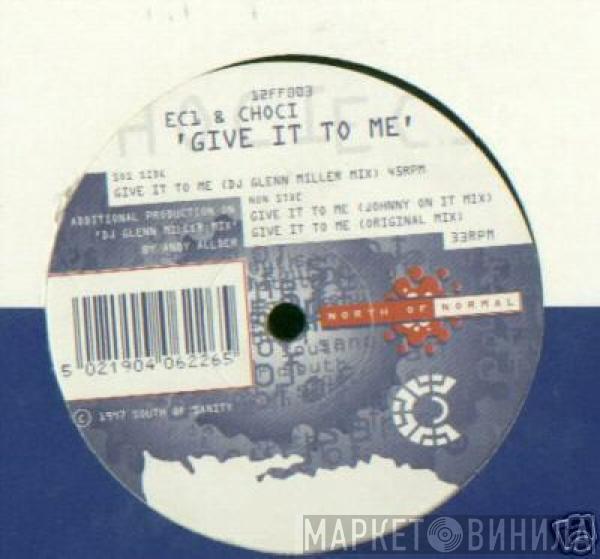 12FF003
EC1 & CHOCI
'GIVE IT TO ME'
SOS SIDE
GIVE IT TO ME (DJ GLENN MILLER MIX) 45RPM
NON SIDE
GIVE IT TO ME (JOHNNY ON IT MIX)
GIVE IT TO ME (ORIGINAL MIX)
33RPM
ADDITIONAL PRODUCTION ON
'DJ GLENN MILLER MIX'
BY ANDY ALLDER
NORTH OF NORMAL
5 021904 062265
© 1997 SOUTH OF SANITY
МАРКЕТ ВИНИЛА